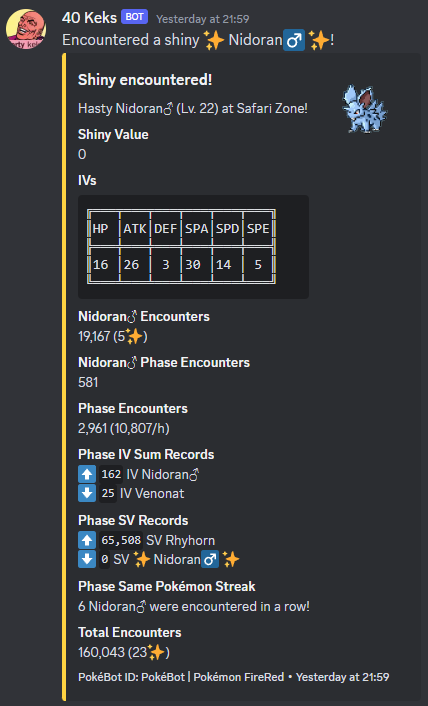 40 Keks BOT Yesterday at 21:59
Encountered a shiny ✨ Nidoran♂️ ✨!
Shiny encountered!
Hasty Nidoran♂ (Lv. 22) at Safari Zone!
Shiny Value
0
IVs
HP ATK DEF SPA SPD SPE
16 26 3 30 14 5
Nidoran♂ Encounters
19,167 (5✨)
Nidoran♂ Phase Encounters
581
Phase Encounters
2,961 (10,807/h)
Phase IV Sum Records
⬆️ 162 IV Nidoran♂
⬇️ 25 IV Venonat
Phase SV Records
⬆️ 65,508 SV Rhyhorn
⬇️ 0 SV ✨ Nidoran♂️ ✨
Phase Same Pokémon Streak
6 Nidoran♂ were encountered in a row!
Total Encounters
160,043 (23✨)
PokéBot ID: PokéBot | Pokémon FireRed • Yesterday at 21:59